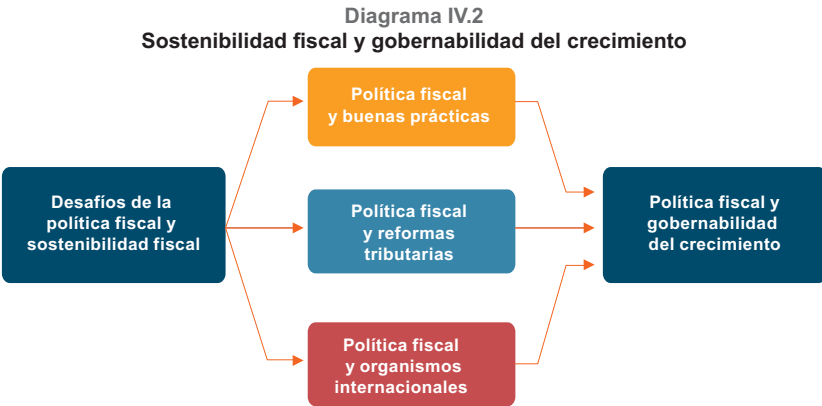 Diagrama IV.2
Sostenibilidad fiscal y gobernabilidad del crecimiento
Política fiscal
y buenas prácticas
Desafíos de la
política fiscal y
sostenibilidad fiscal
Política fiscal
y reformas
tributarias
Política fiscal y
gobernabilidad
del crecimiento
Política fiscal
y organismos
internacionales